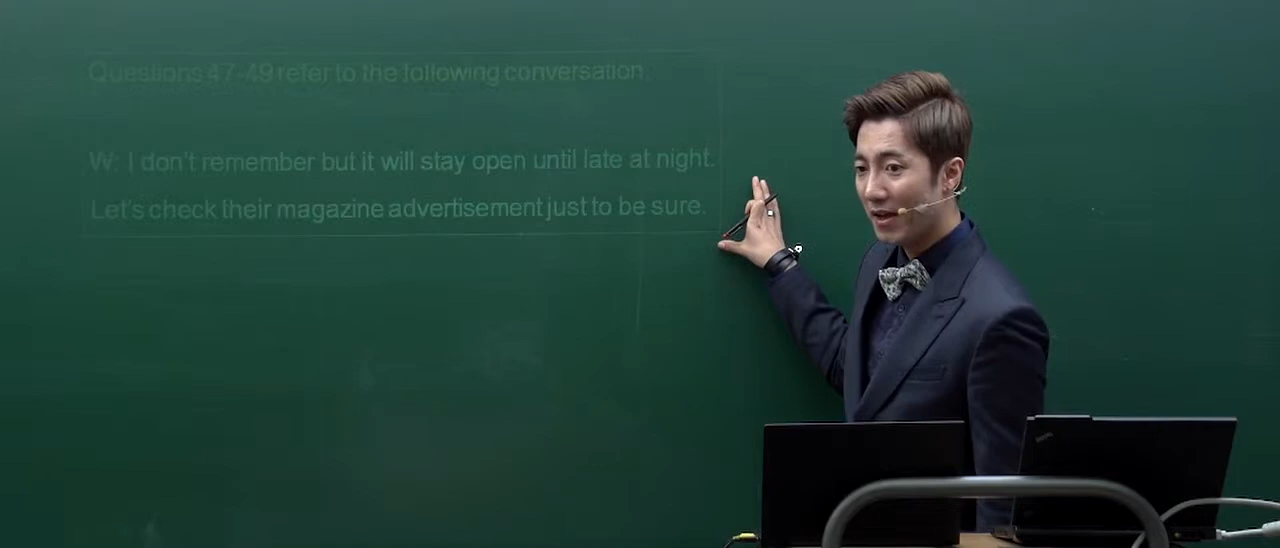 Questions 47-49 refer to the following conversation.
W: I don't remember but it will stay open until late at night.
Let's check their magazine advertisement just to be sure.